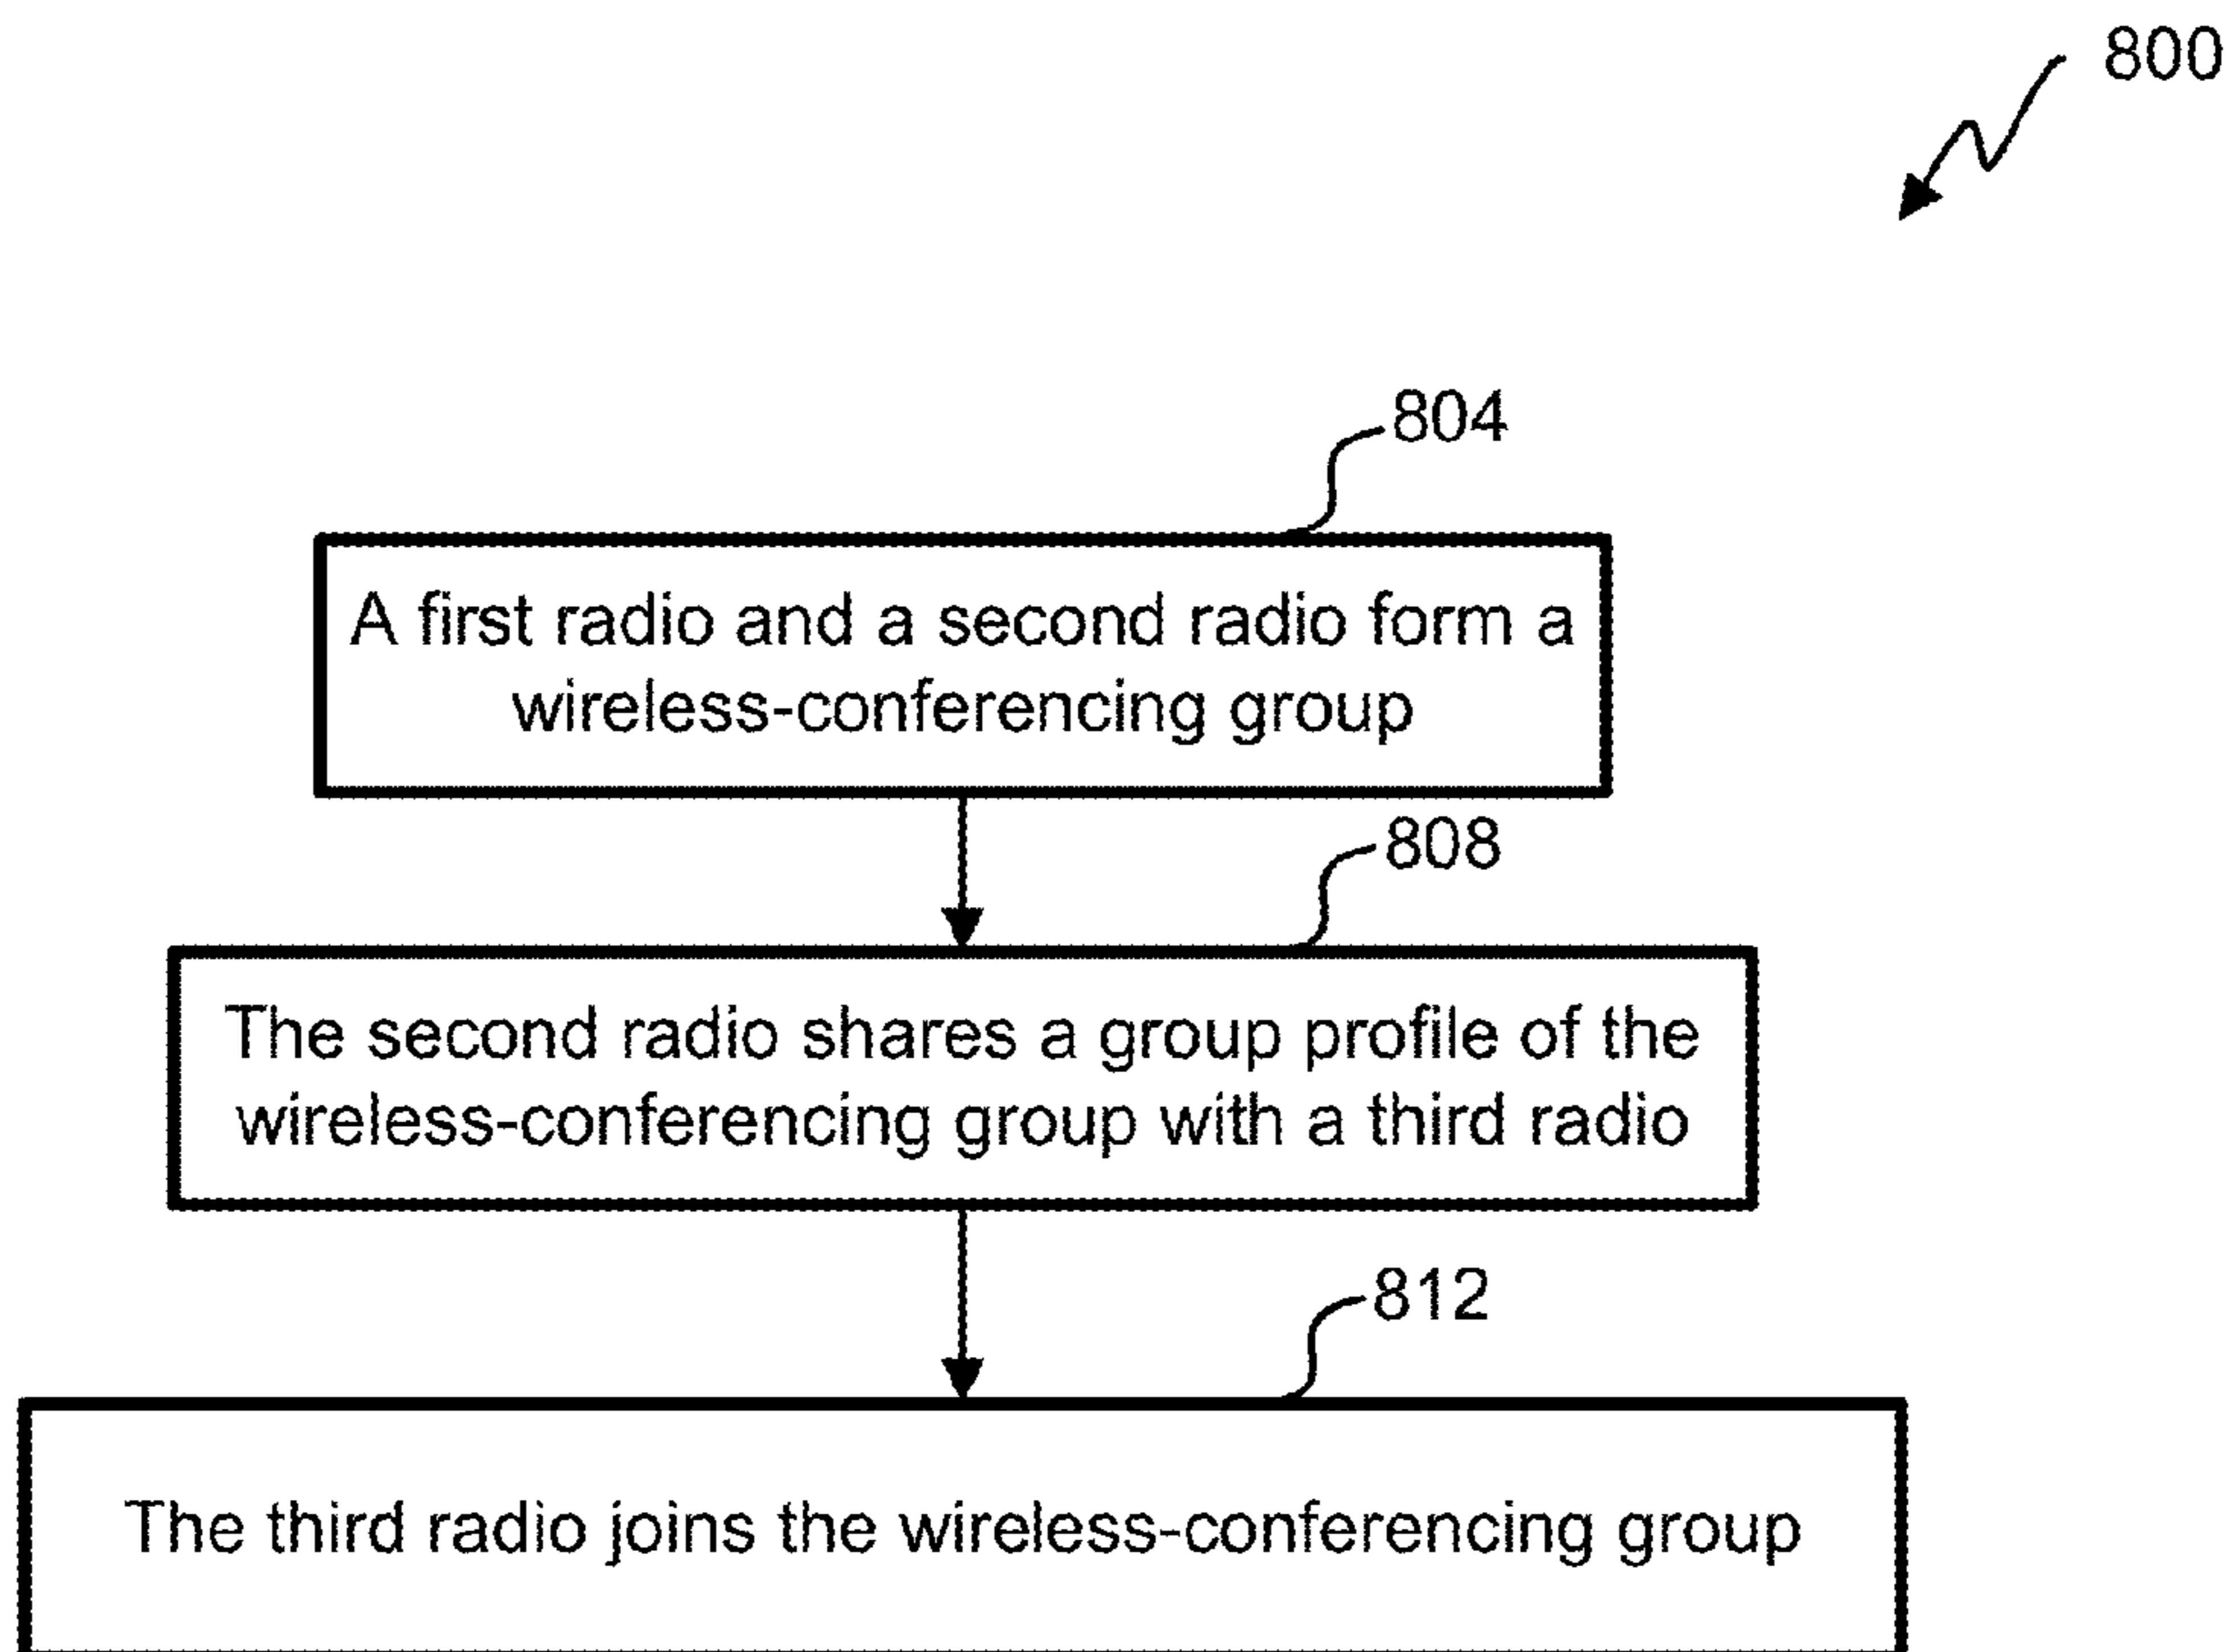 800
804
A first radio and a second radio form a
wireless-conferencing group
808
The second radio shares a group profile of the
wireless-conferencing group with a third radio
812
The third radio joins the wireless-conferencing group